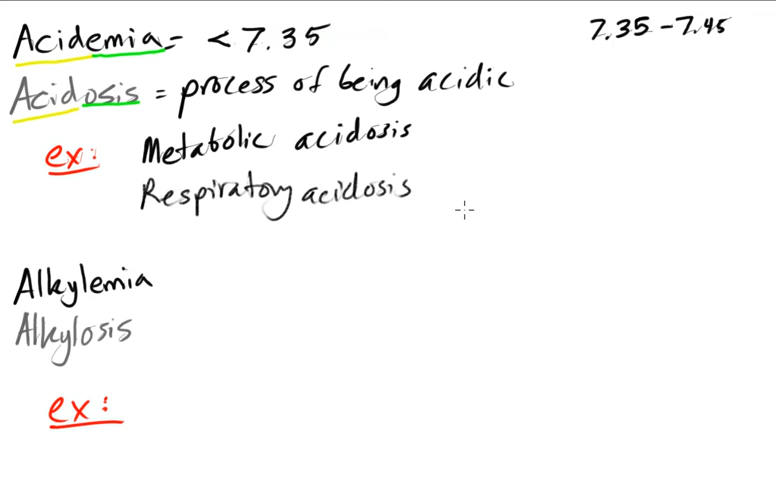 Acidemia = < 7.35
7.35 - 7.45
Acidosis = process of being acidic
ex: Metabolic acidosis
Respiratory acidosis
Alkylemia
Alkylosis
ex: